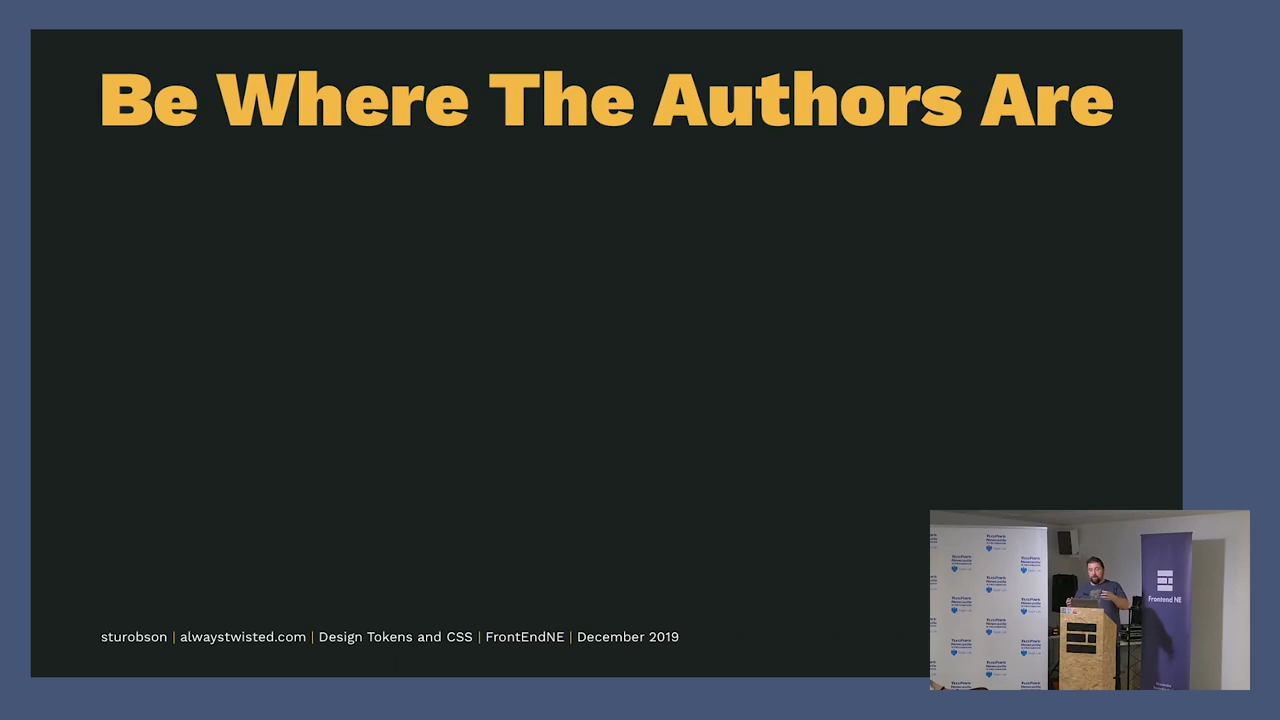 Be Where The Authors Are
sturobson | alwaystwisted.com | Design Tokens and CSS | FrontEndNE | December 2019
Frontend NE